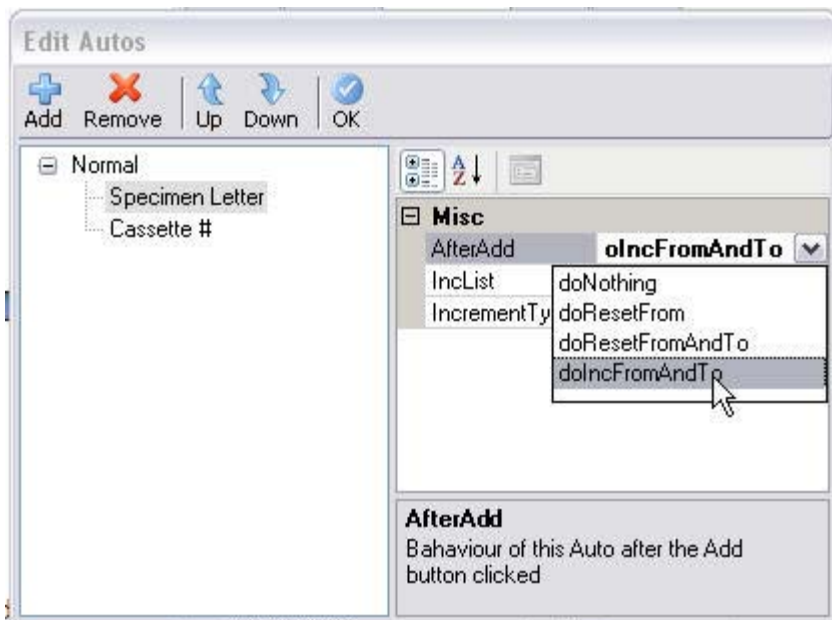 Edit Autos
Add Remove Up Down OK
Normal
Specimen Letter
Cassette #
A
Z
Misc
AfterAdd oIncFromAndTo
IncList
IncrementTy
doNothing
doResetFrom
doResetFromAndTo
doIncFromAndTo
AfterAdd
Bahaviour of this Auto after the Add
button clicked